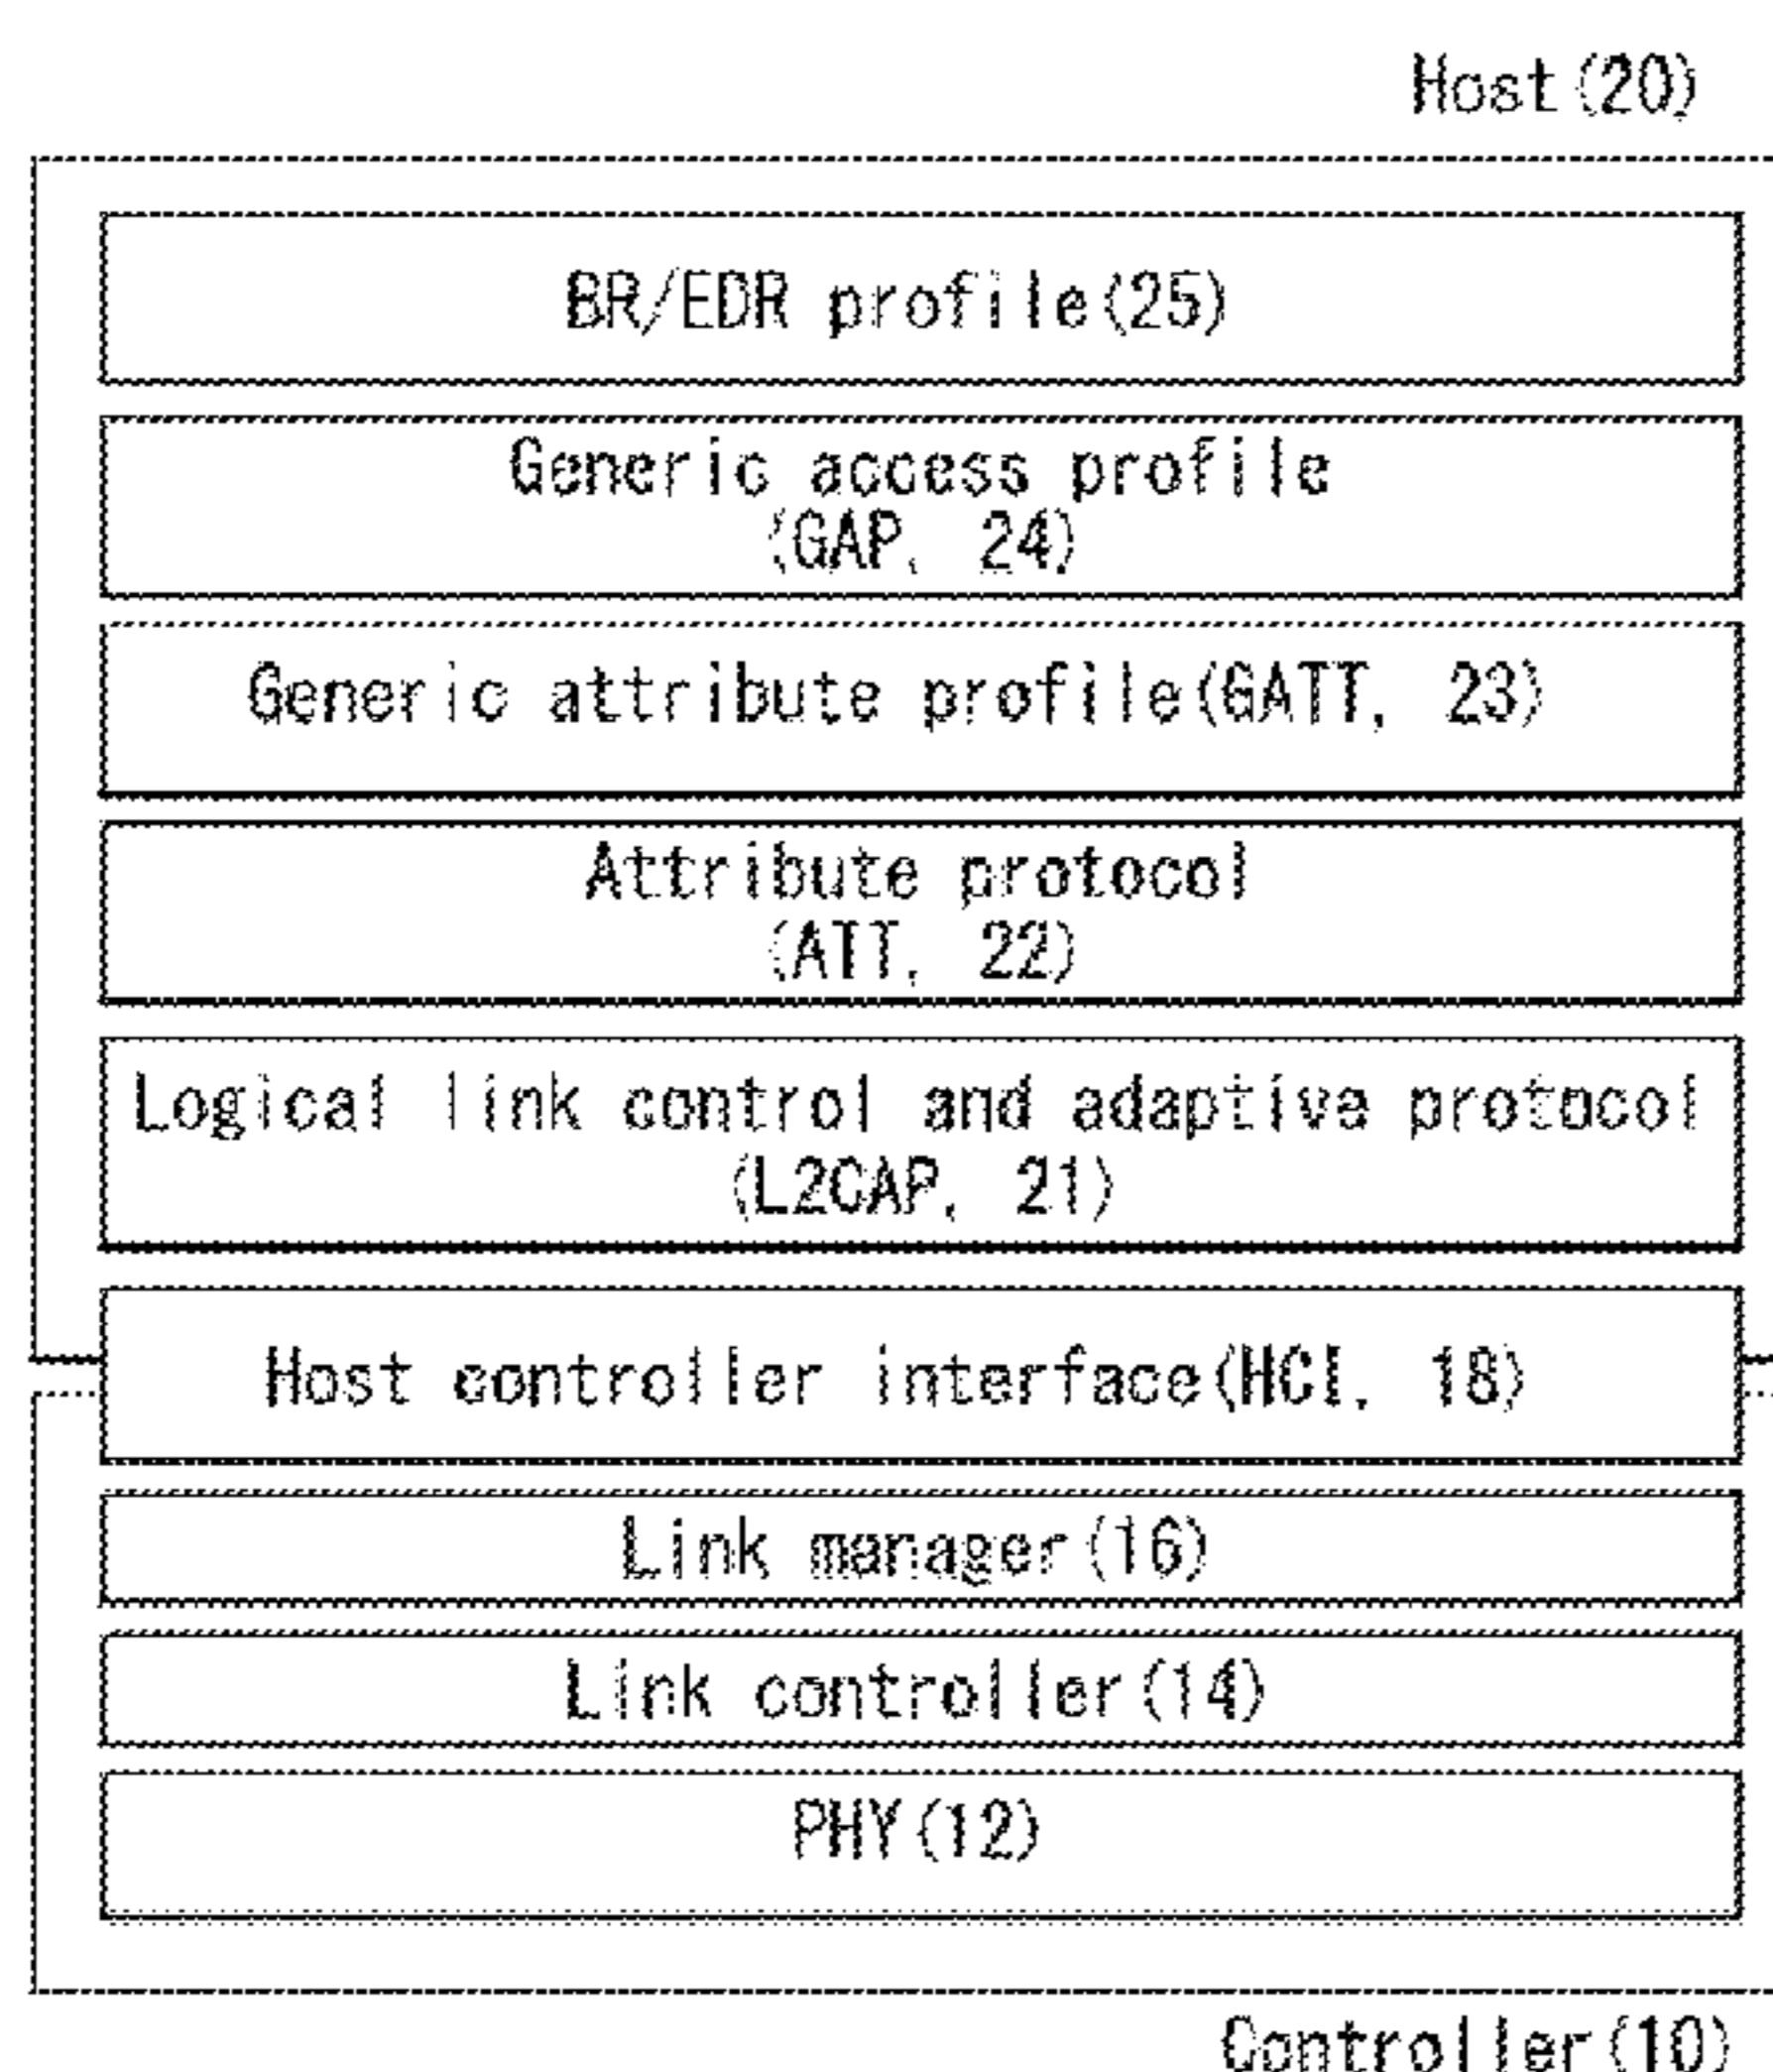 Host(20)
BR/EDR profile(25)
Generic access profile
(GAP, 24)
Generic attribute profile(GATT, 23)
Attribute protocol
(ATT, 22)
Logical link control and adaptive protocol
(L2CAP, 21)
Host controller interface(HCI, 18)
Link manager(16)
Link controller(14)
PHY(12)
Controller(10)